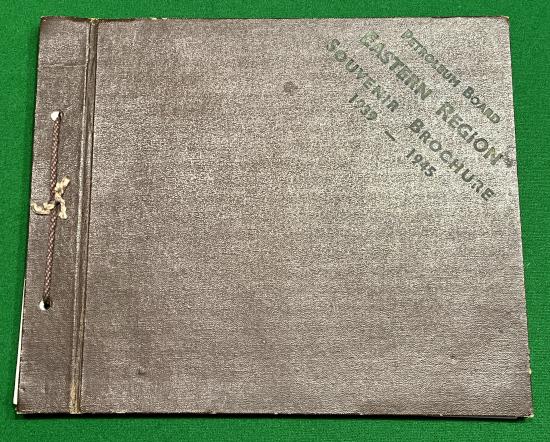 PETROLEUM BOARD
EASTERN REGION
SOUVENIR BROCHURE
1939 — 1945